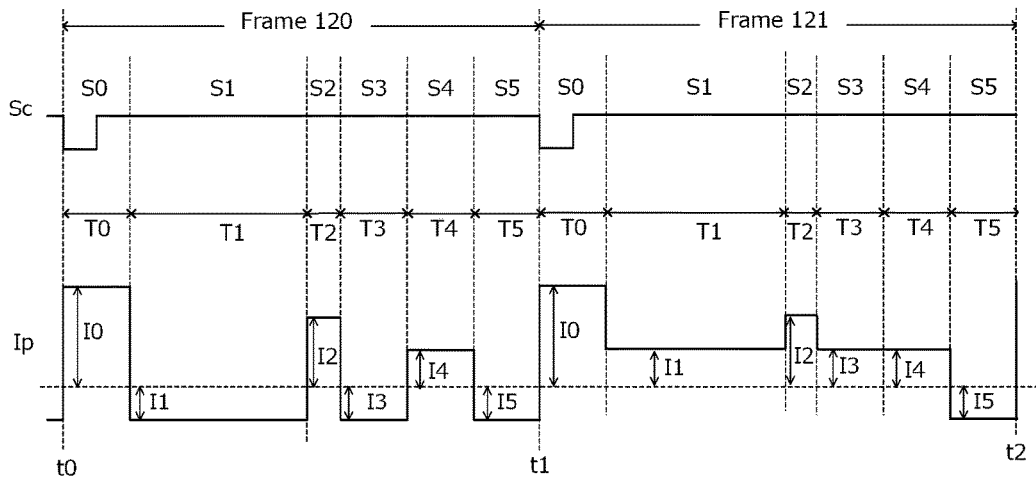 Frame 120 Frame 121
S0 S1 S2 S3 S4 S5 S0 S1 S2 S3 S4 S5
Sc
T0 T1 T2 T3 T4 T5 T0 T1 T2 T3 T4 T5
Ip I0 I1 I2 I3 I4 I5 I0 I1 I2 I3 I4 I5
t0 t1 t2